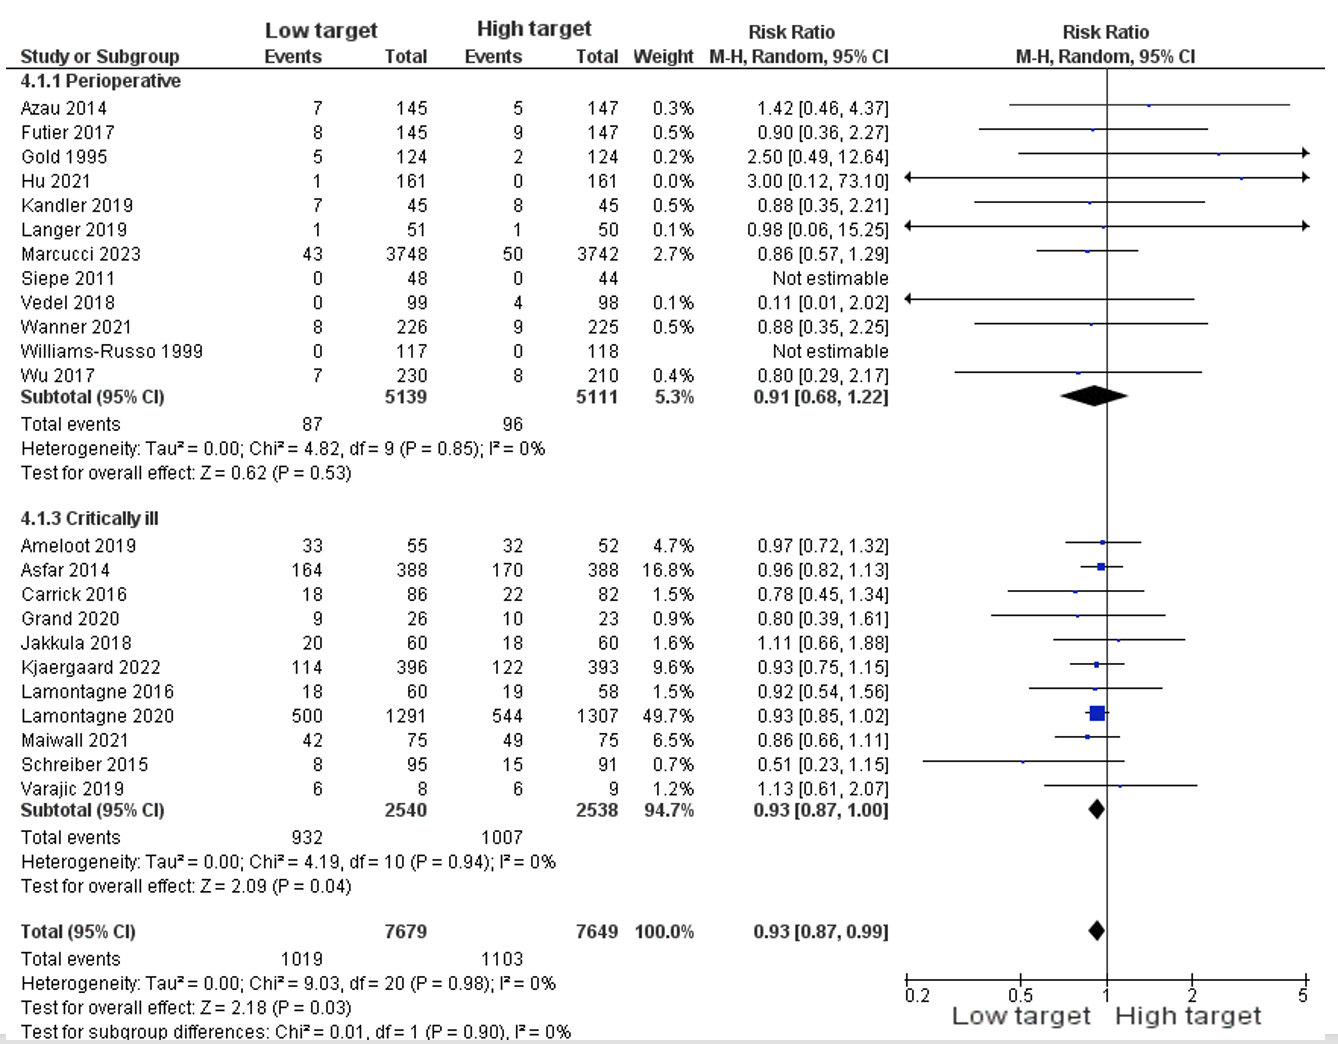 Low target High target Risk Ratio Risk Ratio
Study or Subgroup Events Total Events Total Weight M-H, Random, 95% CI M-H, Random, 95% CI
4.1.1 Perioperative
Azau 2014 7 145 5 147 0.3% 1.42 [0.46, 4.37]
Futier 2017 8 145 9 147 0.5% 0.90 [0.36, 2.27]
Gold 1995 5 124 2 124 0.2% 2.50 [0.49, 12.64]
Hu 2021 1 161 0 161 0.0% 3.00 [0.12, 73.10]
Kandler 2019 7 45 8 45 0.5% 0.88 [0.35, 2.21]
Langer 2019 1 51 1 50 0.1% 0.98 [0.06, 15.25]
Marcucci 2023 43 3748 50 3742 2.7% 0.86 [0.57, 1.29]
Siepe 2011 0 48 0 44 Not estimable
Vedel 2018 0 99 4 98 0.1% 0.11 [0.01, 2.02]
Wanner 2021 8 226 9 225 0.5% 0.88 [0.35, 2.25]
Williams-Russo 1999 0 117 0 118 Not estimable
Wu 2017 7 230 8 210 0.4% 0.80 [0.29, 2.17]
Subtotal (95% CI) 5139 5111 5.3% 0.91 [0.68, 1.22]
Total events 87 96
Heterogeneity: Tau² = 0.00; Chi² = 4.82, df = 9 (P = 0.85); I² = 0%
Test for overall effect: Z = 0.62 (P = 0.53)
4.1.3 Critically ill
Ameloot 2019 33 55 32 52 4.7% 0.97 [0.72, 1.32]
Asfar 2014 164 388 170 388 16.8% 0.96 [0.82, 1.13]
Carrick 2016 18 86 22 82 1.5% 0.78 [0.45, 1.34]
Grand 2020 9 26 10 23 0.9% 0.80 [0.39, 1.61]
Jakkula 2018 20 60 18 60 1.6% 1.11 [0.66, 1.88]
Kjaergaard 2022 114 396 122 393 9.6% 0.93 [0.75, 1.15]
Lamontagne 2016 18 60 19 58 1.5% 0.92 [0.54, 1.56]
Lamontagne 2020 500 1291 544 1307 49.7% 0.93 [0.85, 1.02]
Maiwall 2021 42 75 49 75 6.5% 0.86 [0.66, 1.11]
Schreiber 2015 8 95 15 91 0.7% 0.51 [0.23, 1.15]
Varajic 2019 6 8 6 9 1.2% 1.13 [0.61, 2.07]
Subtotal (95% CI) 2540 2538 94.7% 0.93 [0.87, 1.00]
Total events 932 1007
Heterogeneity: Tau² = 0.00; Chi² = 4.19, df = 10 (P = 0.94); I² = 0%
Test for overall effect: Z = 2.09 (P = 0.04)
Total (95% CI) 7679 7649 100.0% 0.93 [0.87, 0.99]
Total events 1019 1103
Heterogeneity: Tau² = 0.00; Chi² = 9.03, df = 20 (P = 0.98); I² = 0%
Test for overall effect: Z = 2.18 (P = 0.03)
Test for subgroup differences: Chi² = 0.01, df = 1 (P = 0.90), I² = 0%
0.2 0.5 1 2 5
Low target High target